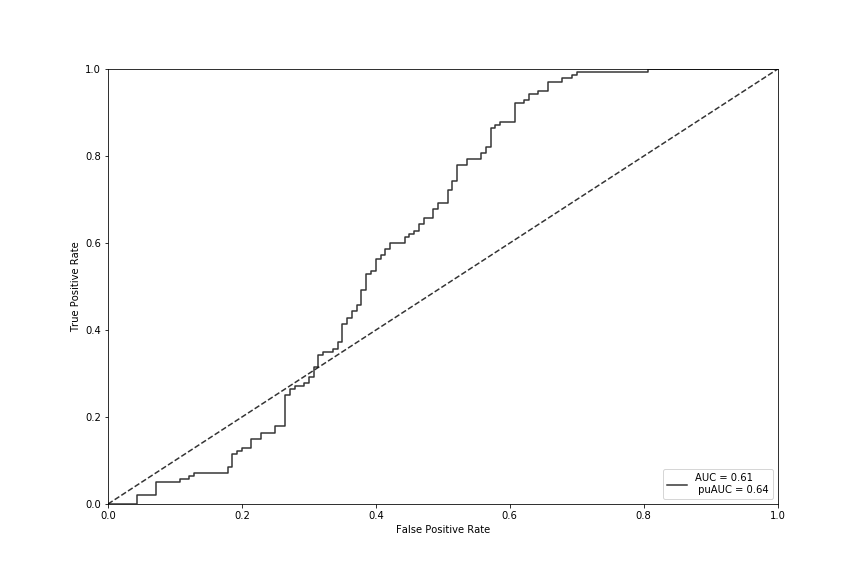 1.0
0.8
0.6
0.4
0.2
0.0
True Positive Rate
AUC = 0.61
puAUC = 0.64
0.0 0.2 0.4 0.6 0.8 1.0
False Positive Rate